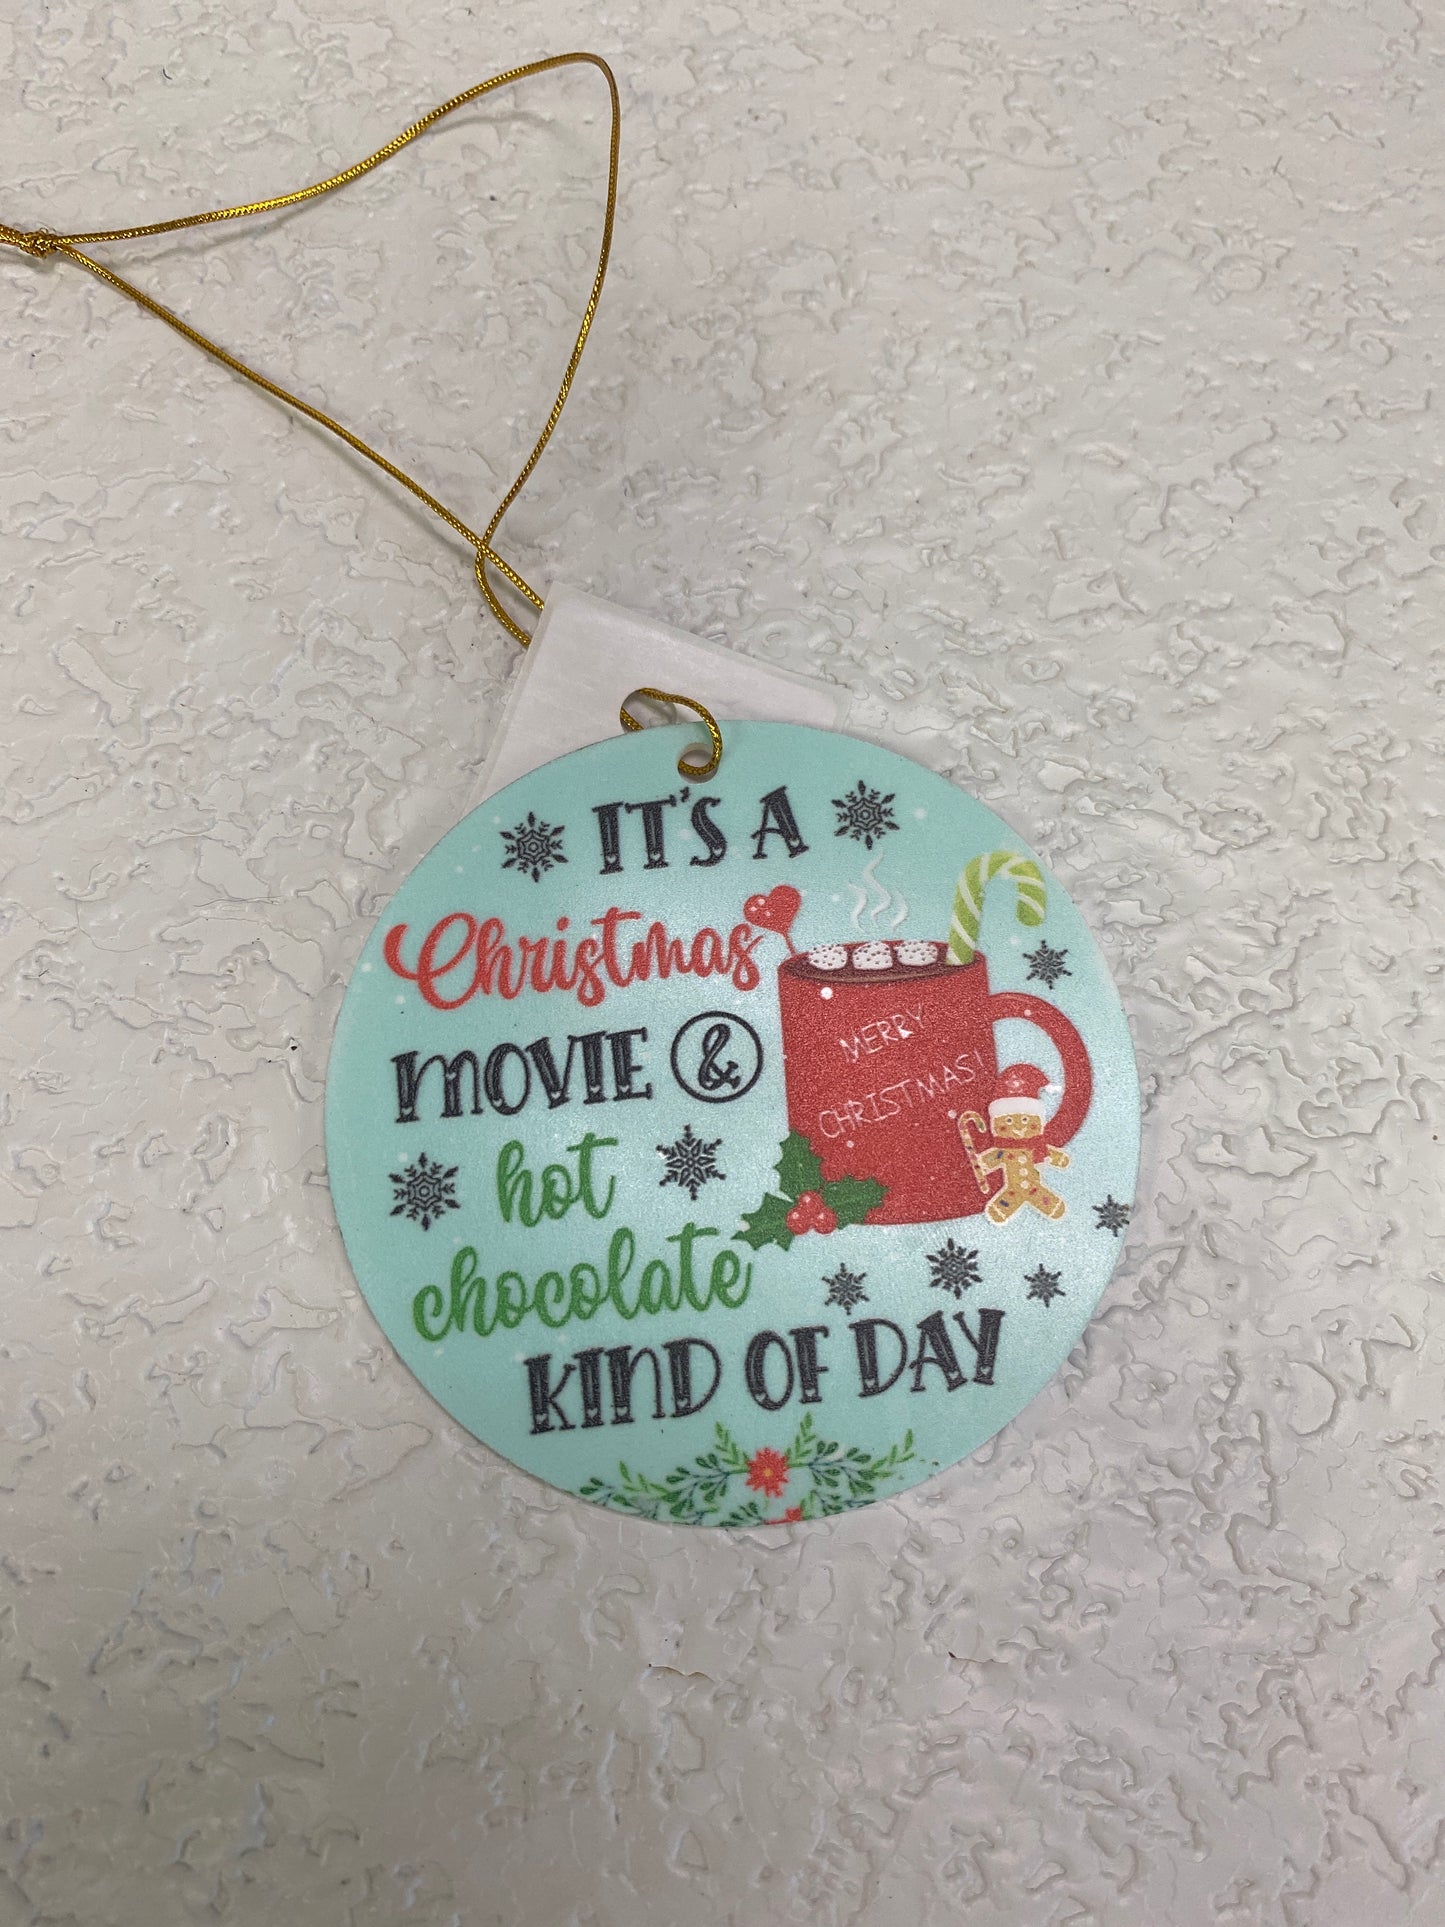 IT'S A
Christmas
MOVIE &
hot
chocolate
KIND OF DAY
MERRY
CHRISTMAS!